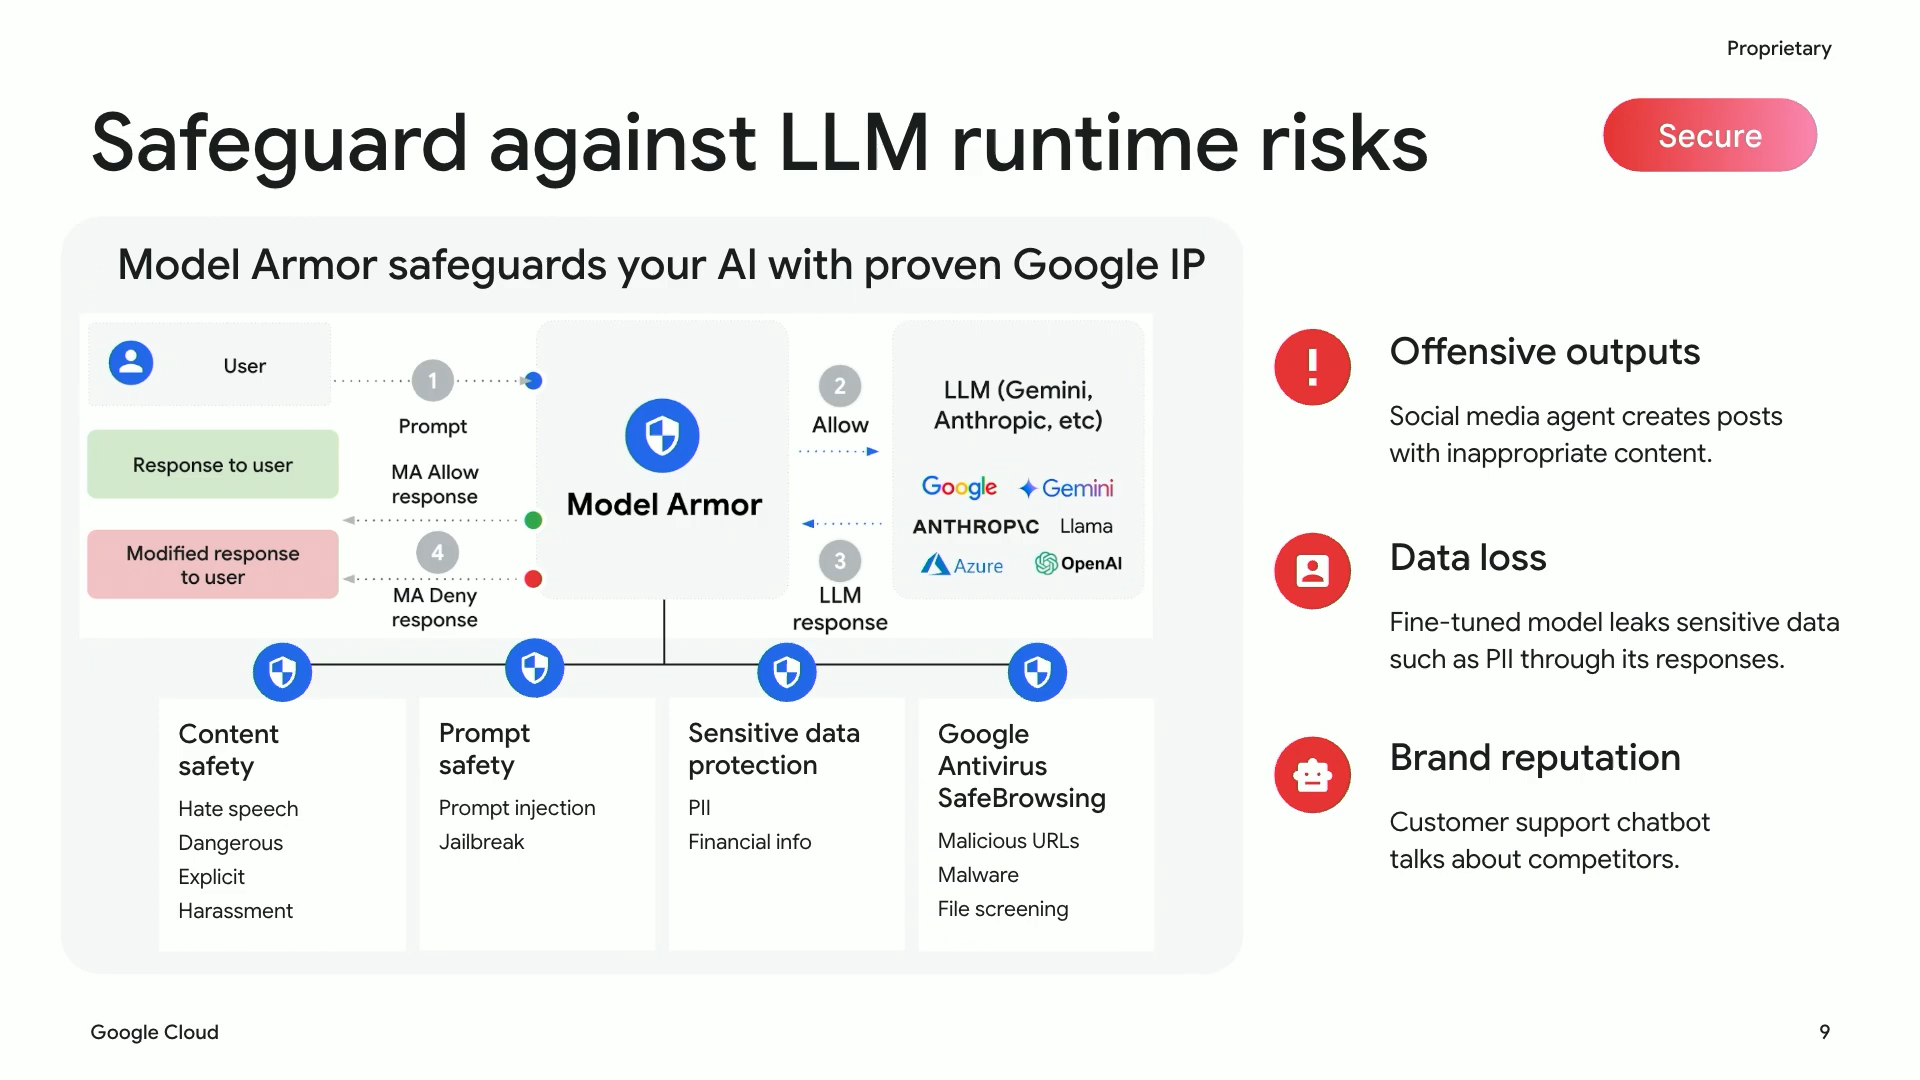 Proprietary
Safeguard against LLM runtime risks
Secure
Model Armor safeguards your AI with proven Google IP
User
1
Prompt
Response to user
MA Allow
response
Modified response
to user
4
MA Deny
response
Model Armor
2
Allow
3
LLM
response
LLM (Gemini,
Anthropic, etc)
Google Gemini
ANTHROP\C Llama
Azure OpenAI
Content
safety
Hate speech
Dangerous
Explicit
Harassment
Prompt
safety
Prompt injection
Jailbreak
Sensitive data
protection
PII
Financial info
Google
Antivirus
SafeBrowsing
Malicious URLs
Malware
File screening
Offensive outputs
Social media agent creates posts
with inappropriate content.
Data loss
Fine-tuned model leaks sensitive data
such as PII through its responses.
Brand reputation
Customer support chatbot
talks about competitors.
Google Cloud
9